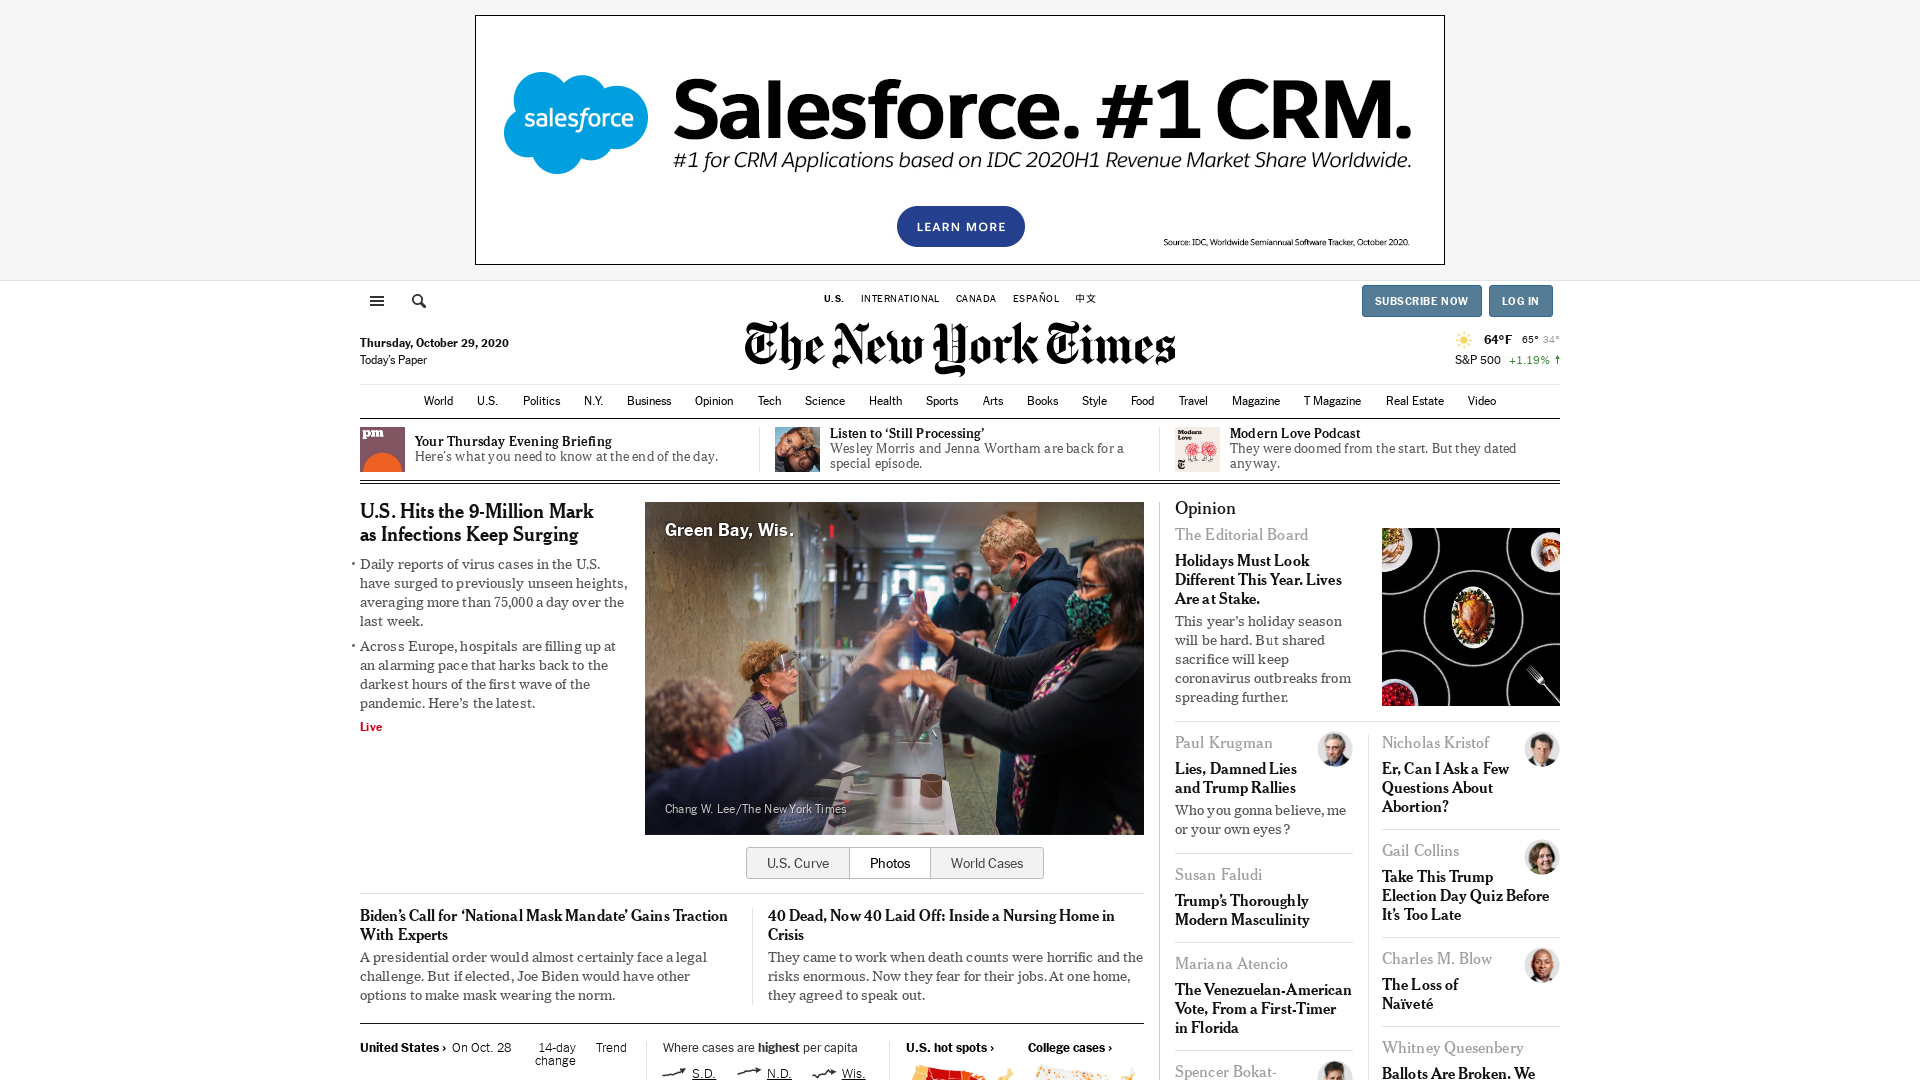 salesforce
Salesforce. #1 CRM.
#1 for CRM Applications based on IDC 2020H1 Revenue Market Share Worldwide.
LEARN MORE
Source: IDC, Worldwide Semiannual Software Tracker, October 2020.
U.S. INTERNATIONAL CANADA ESPAÑOL 中文
SUBSCRIBE NOW LOG IN
Thursday, October 29, 2020
Today's Paper
The New York Times
64°F 65° 34°
S&P 500 +1.19% ↑
World U.S. Politics N.Y. Business Opinion Tech Science Health Sports Arts Books Style Food Travel Magazine T Magazine Real Estate Video
pm
Your Thursday Evening Briefing
Here's what you need to know at the end of the day.
Listen to ‘Still Processing’
Wesley Morris and Jenna Wortham are back for a
special episode.
Modern
Love
Modern Love Podcast
They were doomed from the start. But they dated
anyway.
U.S. Hits the 9-Million Mark
as Infections Keep Surging
• Daily reports of virus cases in the U.S.
have surged to previously unseen heights,
averaging more than 75,000 a day over the
last week.
• Across Europe, hospitals are filling up at
an alarming pace that harks back to the
darkest hours of the first wave of the
pandemic. Here’s the latest.
Live
Green Bay, Wis.
Chang W. Lee/The New York Times
U.S. Curve Photos World Cases
Biden’s Call for ‘National Mask Mandate’ Gains Traction
With Experts
A presidential order would almost certainly face a legal
challenge. But if elected, Joe Biden would have other
options to make mask wearing the norm.
40 Dead, Now 40 Laid Off: Inside a Nursing Home in
Crisis
They came to work when death counts were horrific and the
risks enormous. Now they fear for their jobs. At one home,
they agreed to speak out.
United States › On Oct. 28 14-day
change
Trend
Where cases are highest per capita
S.D. N.D. Wis.
U.S. hot spots › College cases ›
Opinion
The Editorial Board
Holidays Must Look
Different This Year. Lives
Are at Stake.
This year’s holiday season
will be hard. But shared
sacrifice will keep
coronavirus outbreaks from
spreading further.
Paul Krugman
Lies, Damned Lies
and Trump Rallies
Who you gonna believe, me
or your own eyes?
Susan Faludi
Trump’s Thoroughly
Modern Masculinity
Mariana Atencio
The Venezuelan-American
Vote, From a First-Timer
in Florida
Spencer Bokat-
Nicholas Kristof
Er, Can I Ask a Few
Questions About
Abortion?
Gail Collins
Take This Trump
Election Day Quiz Before
It’s Too Late
Charles M. Blow
The Loss of
Naïveté
Whitney Quesenbery
Ballots Are Broken. We